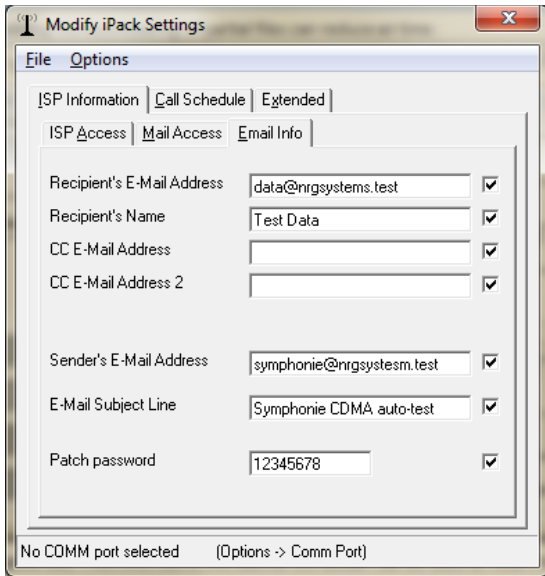 Modify iPack Settings
File Options
ISP Information Call Schedule Extended
ISP Access Mail Access Email Info
Recipient's E-Mail Address data@nrgsystems.test
Recipient's Name Test Data
CC E-Mail Address
CC E-Mail Address 2
Sender's E-Mail Address symphonie@nrgsystesm.test
E-Mail Subject Line Symphonie CDMA auto-test
Patch password 12345678
No COMM port selected (Options -> Comm Port)